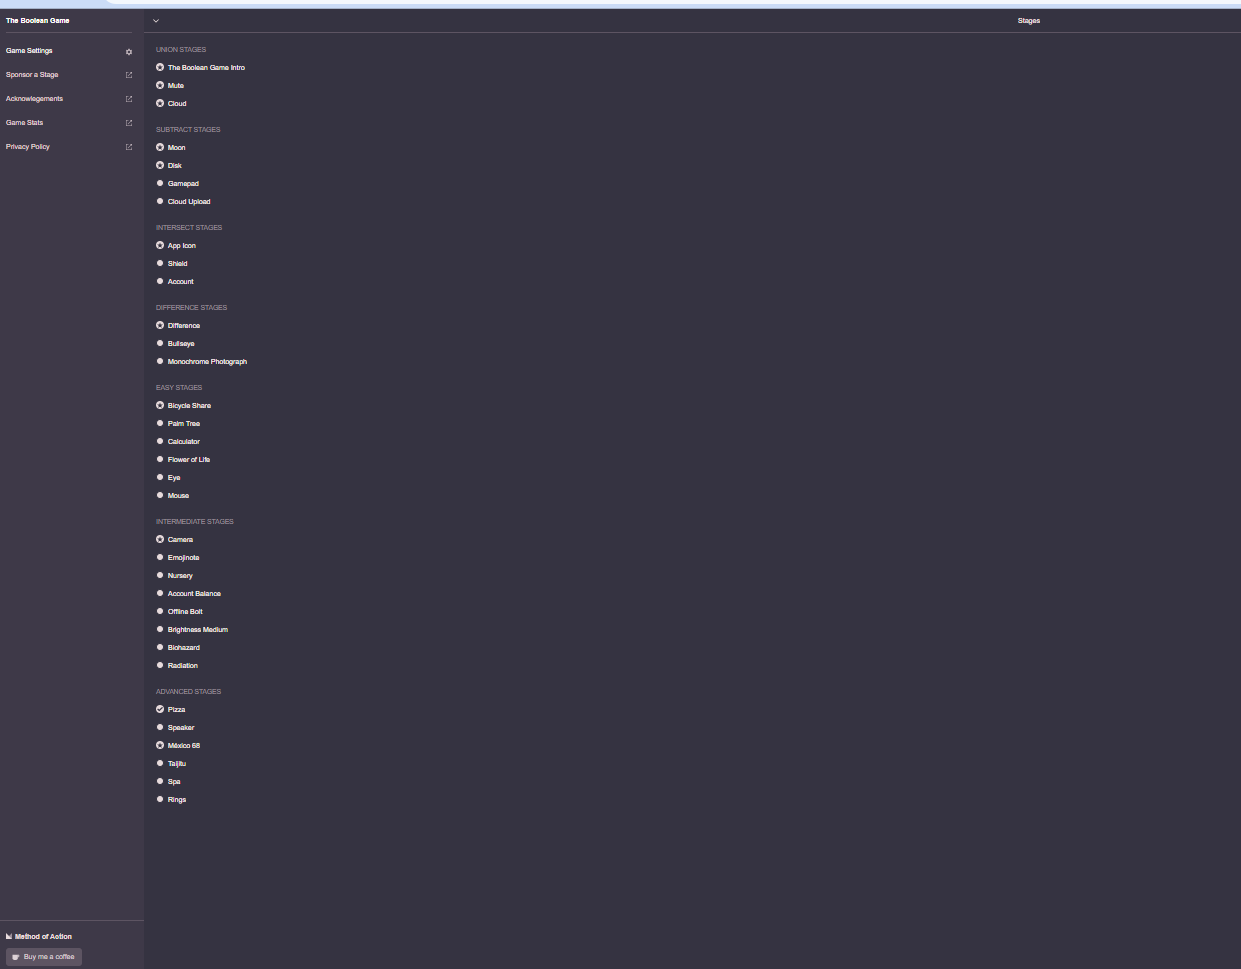 The Boolean Game
Game Settings
Sponsor a Stage
Acknowlegements
Game Stats
Privacy Policy
Method of Action
Buy me a coffee
Stages
UNION STAGES
The Boolean Game Intro
Mute
Cloud
SUBTRACT STAGES
Moon
Disk
Gamepad
Cloud Upload
INTERSECT STAGES
App Icon
Shield
Account
DIFFERENCE STAGES
Difference
Bullseye
Monochrome Photograph
EASY STAGES
Bicycle Share
Palm Tree
Calculator
Flower of Life
Eye
Mouse
INTERMEDIATE STAGES
Camera
Emojinote
Nursery
Account Balance
Offline Bolt
Brightness Medium
Biohazard
Radiation
ADVANCED STAGES
Pizza
Speaker
México 68
Taijitu
Spa
Rings